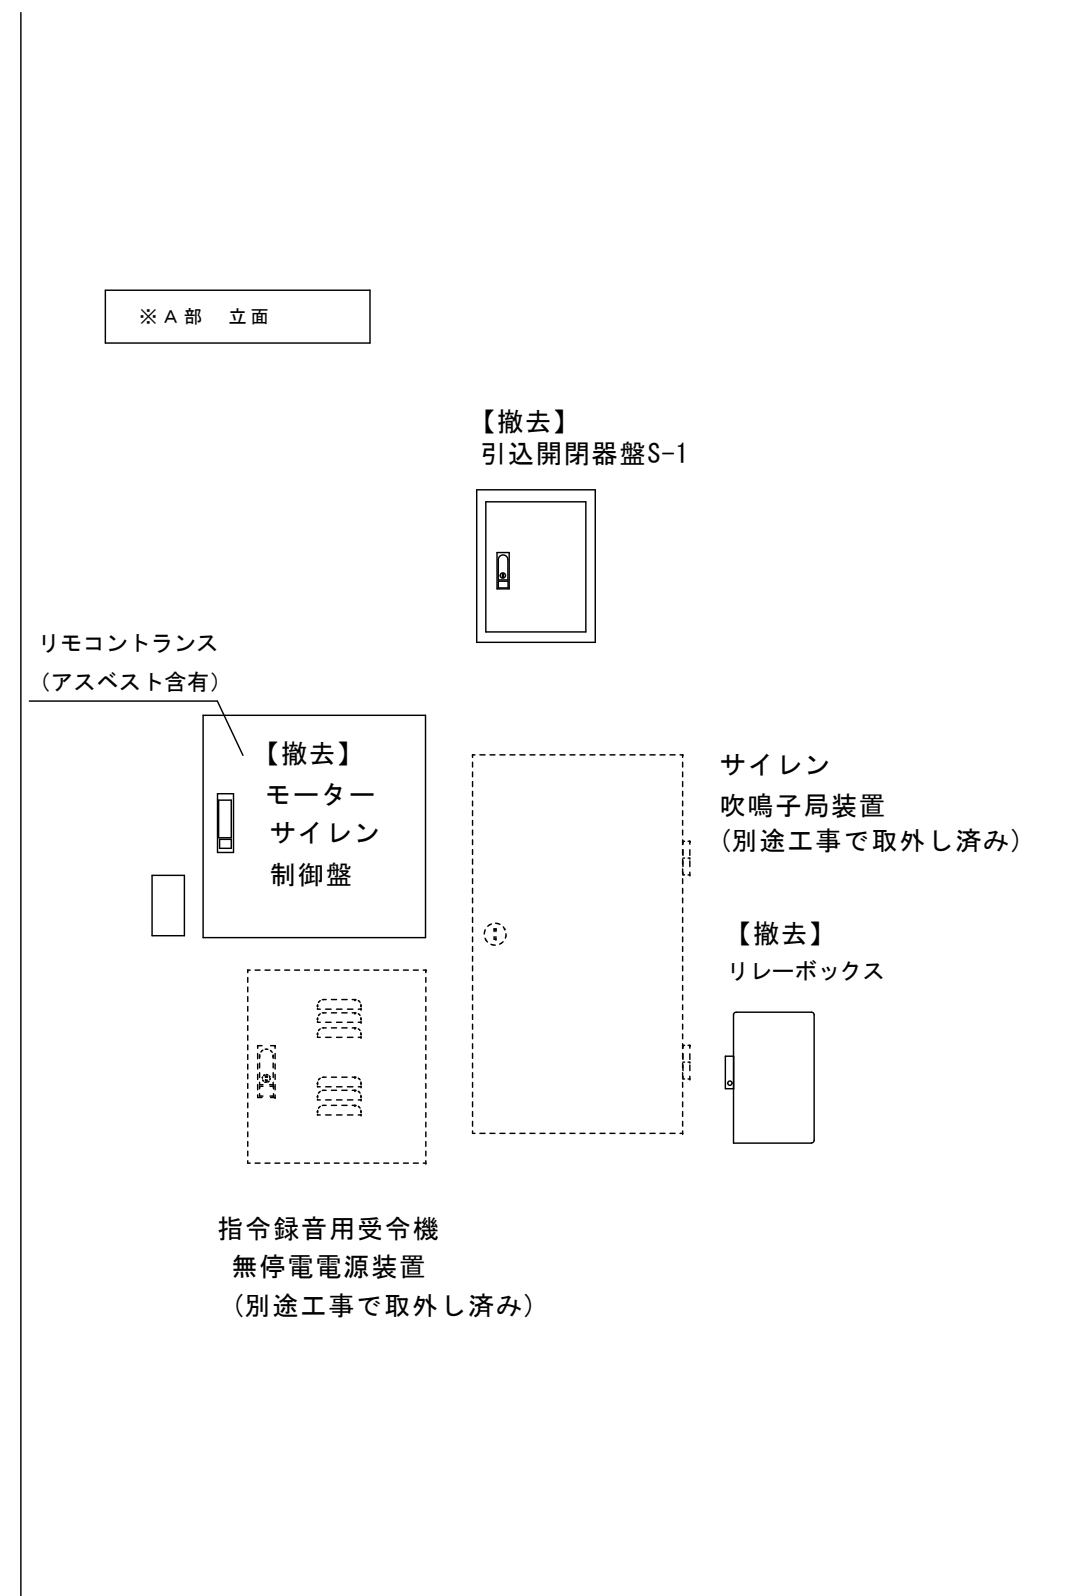 ※A部　立面
【撤去】
引込開閉器盤S-1
リモコントランス
(アスベスト含有)
【撤去】
モーター
サイレン
制御盤
サイレン
吹鳴子局装置
(別途工事で取外し済み)
【撤去】
リレーボックス
指令録音用受令機
無停電電源装置
(別途工事で取外し済み)